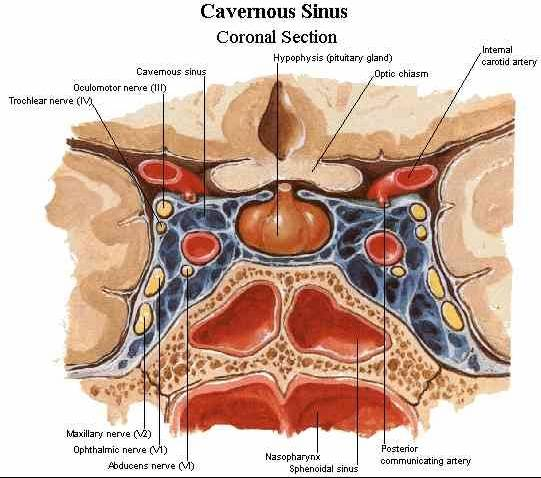 Cavernous Sinus
Coronal Section
Internal
carotid artery
Hypophysis (pituitary gland)
Cavernous sinus
Optic chiasm
Oculomotor nerve (III)
Trochlear nerve (IV)
Maxillary nerve (V2)
Ophthalmic nerve (V1)
Abducens nerve (VI)
Nasopharynx
Sphenoidal sinus
Posterior
communicating artery